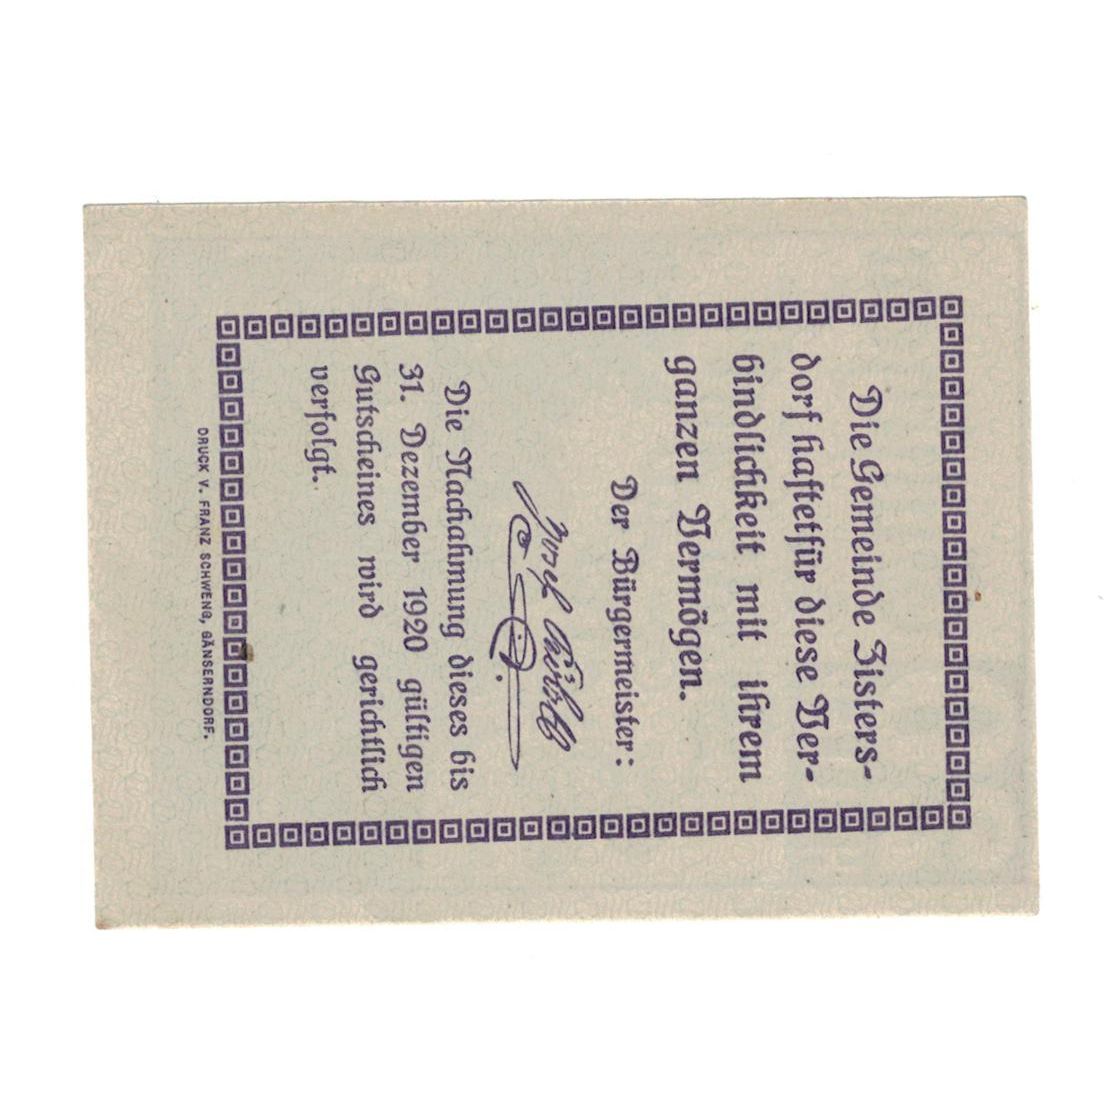 Die Gemeinde Zisters-
dorf haftet für diese Ver-
bindlichkeit mit ihrem
ganzen Vermögen.
Der Bürgermeister:
Die Nachahmung dieses bis
31. Dezember 1920 gültigen
Gutscheines wird gerichtlich
verfolgt.
DRUCK V. FRANZ SCHWENG, GÄNSERNDORF.